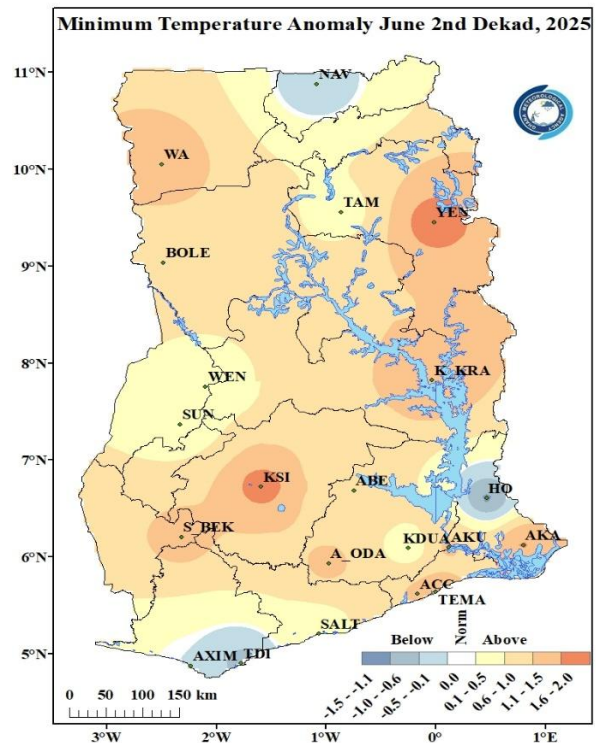 Minimum Temperature Anomaly June 2nd Dekad, 2025
11°N
NAV
10°N
WA
TAM
YEN
9°N
BOLE
8°N
K_KRA
WEN
SUN
7°N
KSI
ABE
HO
S_BEK
6°N
A_ODA
KDUA
AKU
AKA
ACC
TEMA
SALT
5°N
AXIM
TDI
Below
Norm
Above
-1.5 - -1.1
-1.0 - -0.6
-0.5 - -0.1
0.0
0.1 - 0.5
0.6 - 1.0
1.1 - 1.5
1.6 - 2.0
0 50 100 150 km
3°W
2°W
1°W
0°
1°E